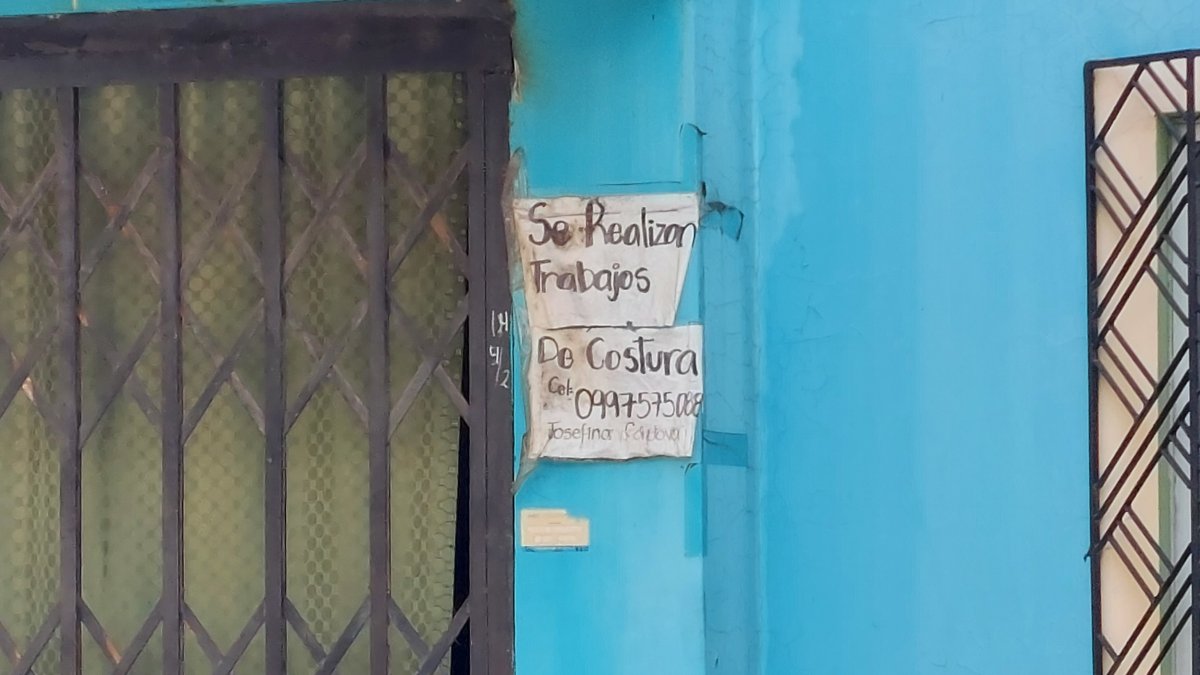 Se Realizan
Trabajos
De Costura
Cel:
0997575088
Josefina
14
4/2